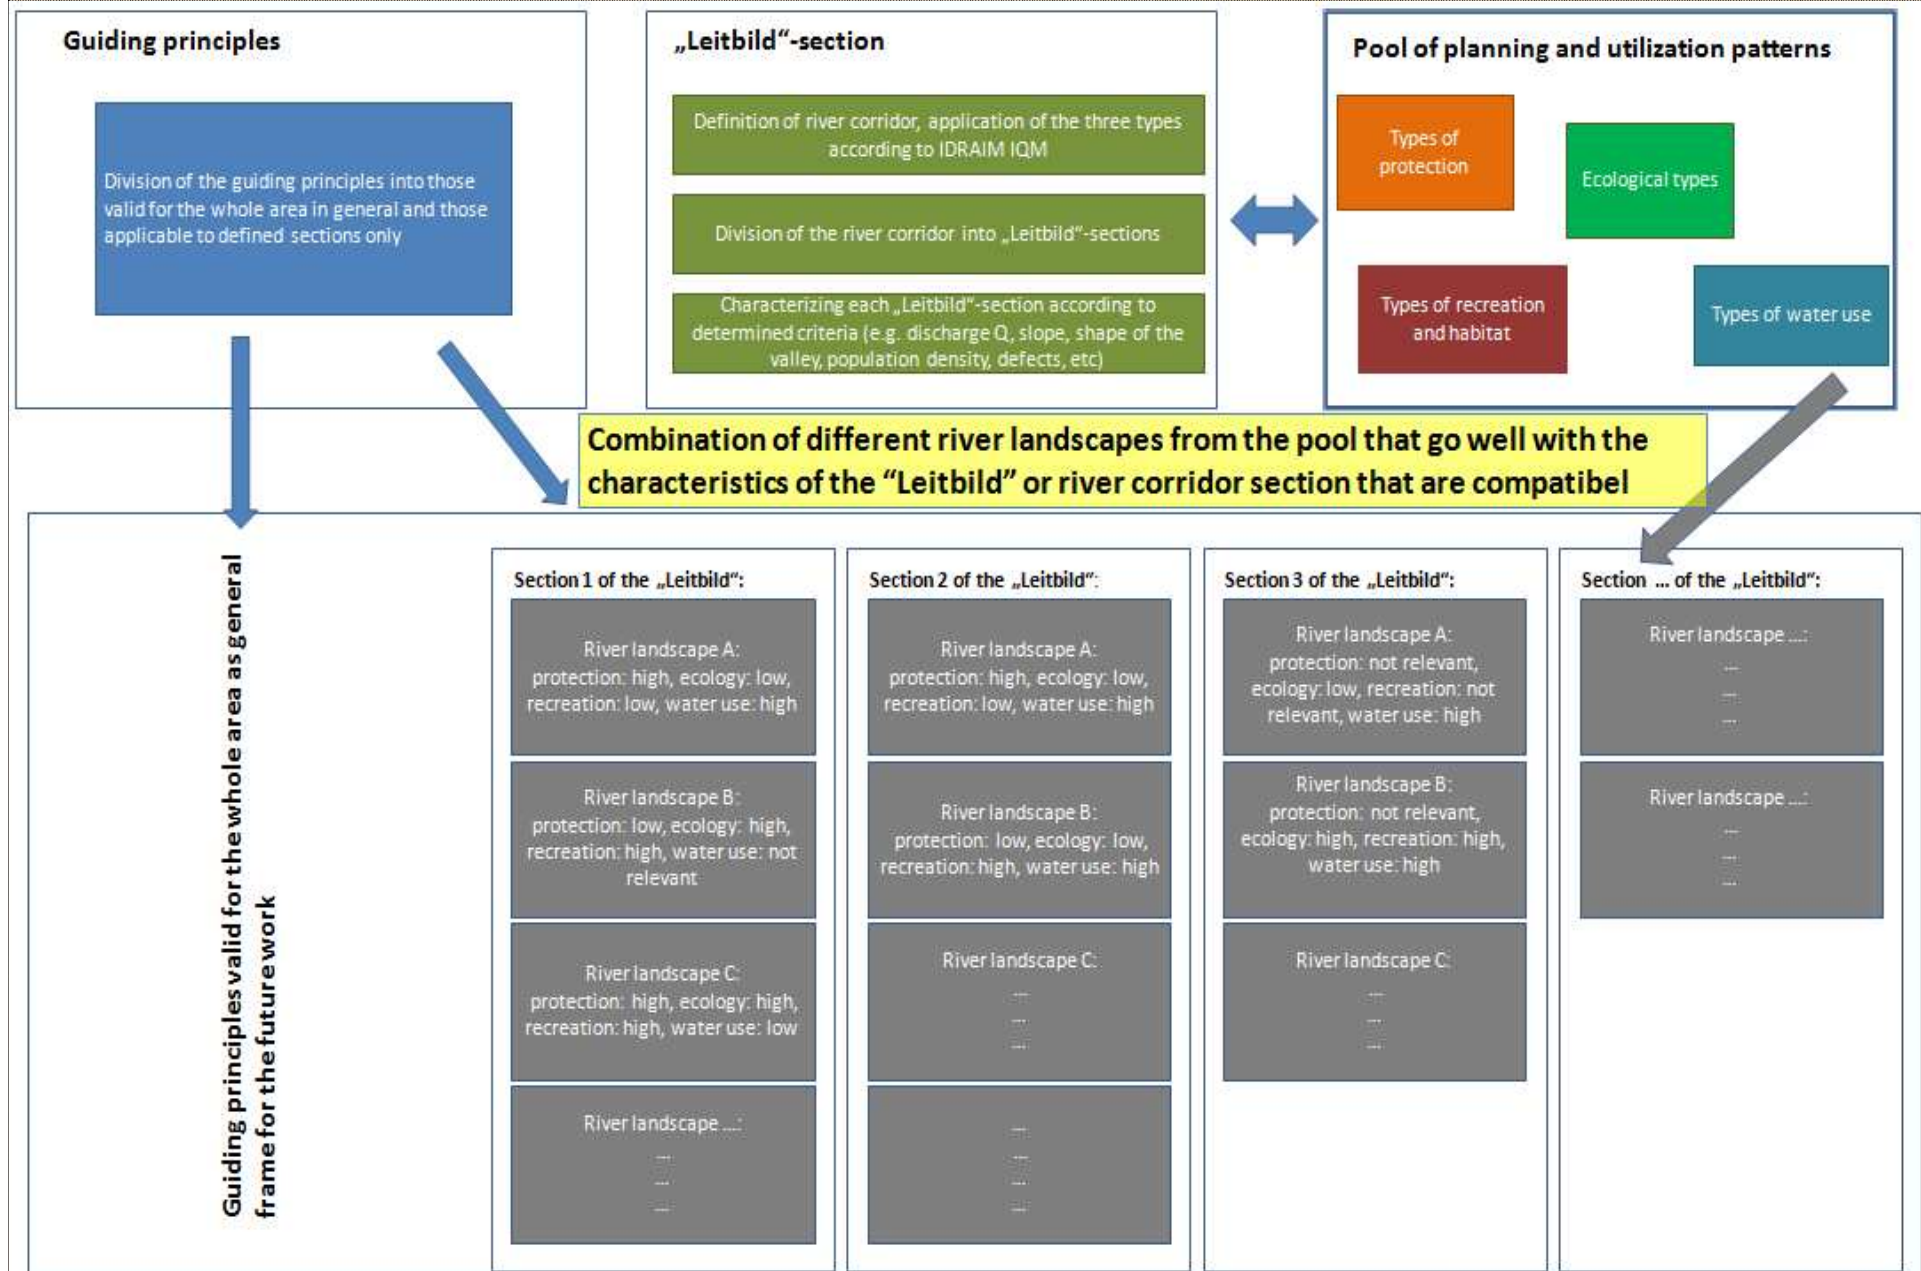 Guiding principles
Division of the guiding principles into those
valid for the whole area in general and those
applicable to defined sections only
„Leitbild“-section
Definition of river corridor, application of the three types
according to IDRAIM IQM
Division of the river corridor into „Leitbild“-sections
Characterizing each „Leitbild“-section according to
determined criteria (e.g. discharge Q, slope, shape of the
valley, population density, defects, etc)
Pool of planning and utilization patterns
Types of
protection
Ecological types
Types of recreation
and habitat
Types of water use
Combination of different river landscapes from the pool that go well with the
characteristics of the “Leitbild” or river corridor section that are compatibel
Guiding principles valid for the whole area as general
frame for the future work
Section 1 of the „Leitbild“:
River landscape A:
protection: high, ecology: low,
recreation: low, water use: high
River landscape B:
protection: low, ecology: high,
recreation: high, water use: not
relevant
River landscape C:
protection: high, ecology: high,
recreation: high, water use: low
River landscape ...:
...
...
...
Section 2 of the „Leitbild“:
River landscape A:
protection: high, ecology: low,
recreation: low, water use: high
River landscape B:
protection: low, ecology: low,
recreation: high, water use: high
River landscape C:
...
...
...
...
...
...
...
Section 3 of the „Leitbild“:
River landscape A:
protection: not relevant,
ecology: low, recreation: not
relevant, water use: high
River landscape B:
protection: not relevant,
ecology: high, recreation: high,
water use: high
River landscape C:
...
...
...
Section ... of the „Leitbild“:
River landscape ...:
...
...
...
River landscape ...:
...
...
...